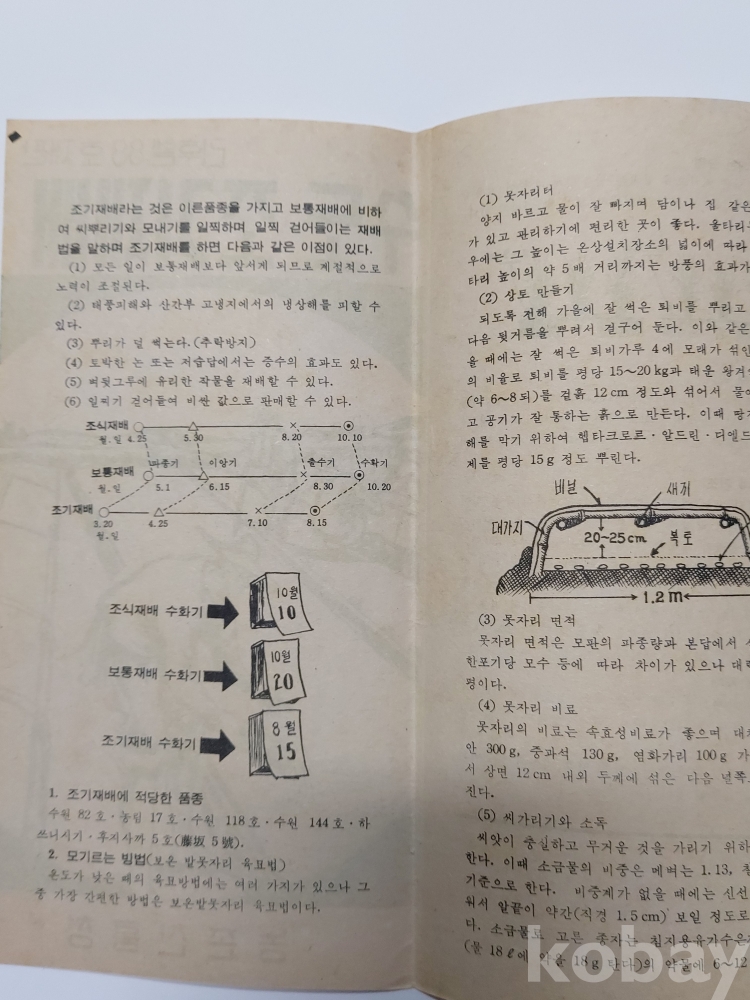 조기재배라는 것은 이른품종을 가지고 보통재배에 비하
여 씨뿌리기와 모내기를 일찍하며 일찍 걷어들이는 재배
법을 말하며 조기재배를 하면 다음과 같은 이점이 있다.
(1) 모든 일이 보통재배보다 앞서게 되므로 계절적으로
노력이 조절된다.
(2) 태풍피해와 산간부 고냉지에서의 냉상해를 피할 수
있다.
(3) 뿌리가 덜 썩는다.(추락방지)
(4) 토박한 논 또는 저습답에서는 증수의 효과도 있다.
(5) 벼뒷그루에 유리한 작물을 재배할 수 있다.
(6) 일찍기 걷어들여 비싼 값으로 판매할 수 있다.
조식재배
월.일 4.25 5.30 8.20 10.10
파종기 이앙기 출수기 수화기
보통재배
월.일 5.1 6.15 8.30 10.20
조기재배
3.20 4.25 7.10 8.15
월.일
조식재배 수화기 10월 10
보통재배 수화기 10월 20
조기재배 수화기 8월 15
1. 조기재배에 적당한 품종
수원 82호·농림 17호·수원 118호·수원 144호·하
쓰니시기·후지사까 5호(藤坂 5號).
2. 모기르는 방법(보온 밭못자리 육묘법)
온도가 낮은 때의 육묘방법에는 여러 가지가 있으나 그
중 가장 간편한 방법은 보온밭못자리 육묘법이다.
(1) 못자리터
양지 바르고 물이 잘 빠지며 담이나 집 같은
가 있고 관리하기에 편리한 곳이 좋다. 울타리
우에는 그 높이는 온상설치장소의 넓이에 따라
타리 높이의 약 5배 거리까지는 방풍의 효과가
(2) 상토 만들기
되도록 전해 가을에 잘 썩은 퇴비를 뿌리고
다음 뒷거름을 뿌려서 걸구어 둔다. 이와 같은
을 때에는 잘 썩은 퇴비가루 4에 모래가 섞인
의 비율로 퇴비를 평당 15~20kg과 태운 왕겨
(약 6~8되)를 걸흙 12cm 정도와 섞어서 물에
고 공기가 잘 통하는 흙으로 만든다. 이때 땅
해를 막기 위하여 헵타크로르·알드린·디엘드
제를 평당 15g 정도 뿌린다.
비닐 새끼
대가지
20~25cm 복토
1.2m
(3) 못자리 면적
못자리 면적은 모판의 파종량과 본답에서
한포기당 모수 등에 따라 차이가 있으나 대략
평이다.
(4) 못자리 비료
못자리의 비료는 속효성비료가 좋으며
안 300g, 중과석 130g, 염화가리 100g
서 상면 12cm 내외 두께에 섞은 다음 널쪽
진다.
(5) 씨가리기와 소독
씨앗이 충실하고 무거운 것을 가리기 위하
한다. 이때 소금물의 비중은 메벼는 1.13,
기준으로 한다. 비중계가 없을 때에는 신선
워서 알끝이 약간(직경 1.5cm) 보일 정도로
다. 소금물로 고른 종자는 침지용유기수은
(물 18ℓ에 약을 18g 탄다)의 약물에 6~12
kobay